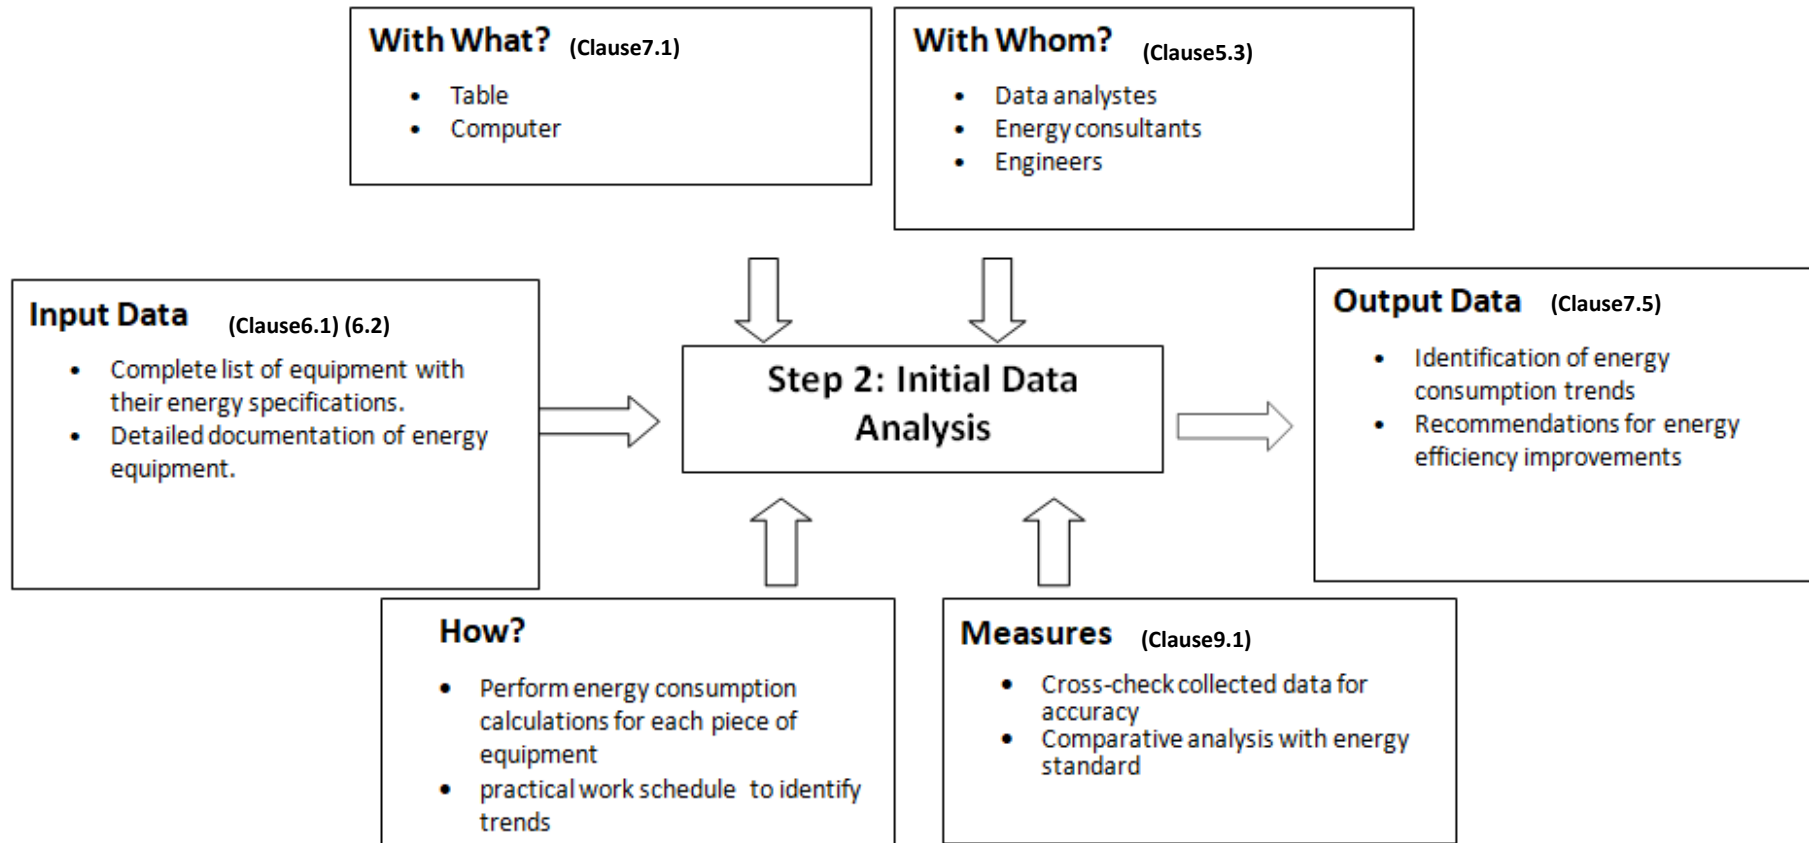 With What? (Clause7.1)
• Table
• Computer
With Whom? (Clause5.3)
• Data analystes
• Energy consultants
• Engineers
Input Data (Clause6.1) (6.2)
• Complete list of equipment with
their energy specifications.
• Detailed documentation of energy
equipment.
Step 2: Initial Data
Analysis
Output Data (Clause7.5)
• Identification of energy
consumption trends
• Recommendations for energy
efficiency improvements
How?
• Perform energy consumption
calculations for each piece of
equipment
• practical work schedule to identify
trends
Measures (Clause9.1)
• Cross-check collected data for
accuracy
• Comparative analysis with energy
standard